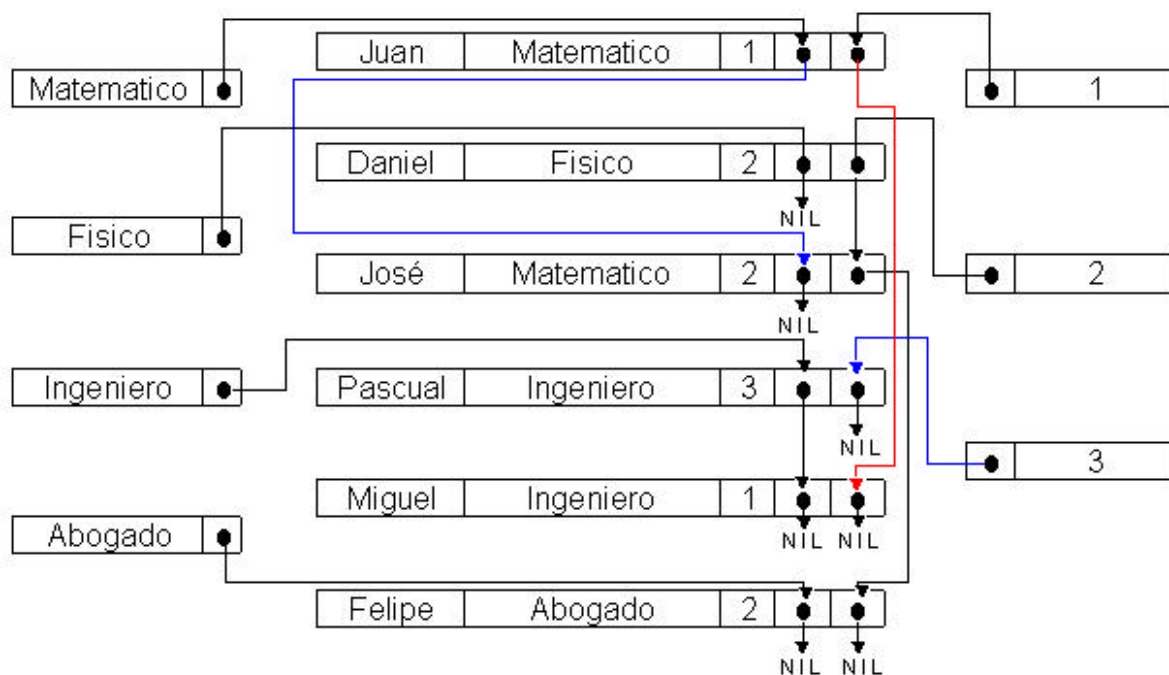 Juan Matematico 1
Matematico 1
Daniel Fisico 2
NIL
Fisico
José Matematico 2 2
NIL
Ingeniero Pascual Ingeniero 3
NIL
3
Miguel Ingeniero 1
Abogado NIL NIL
Felipe Abogado 2
NIL NIL